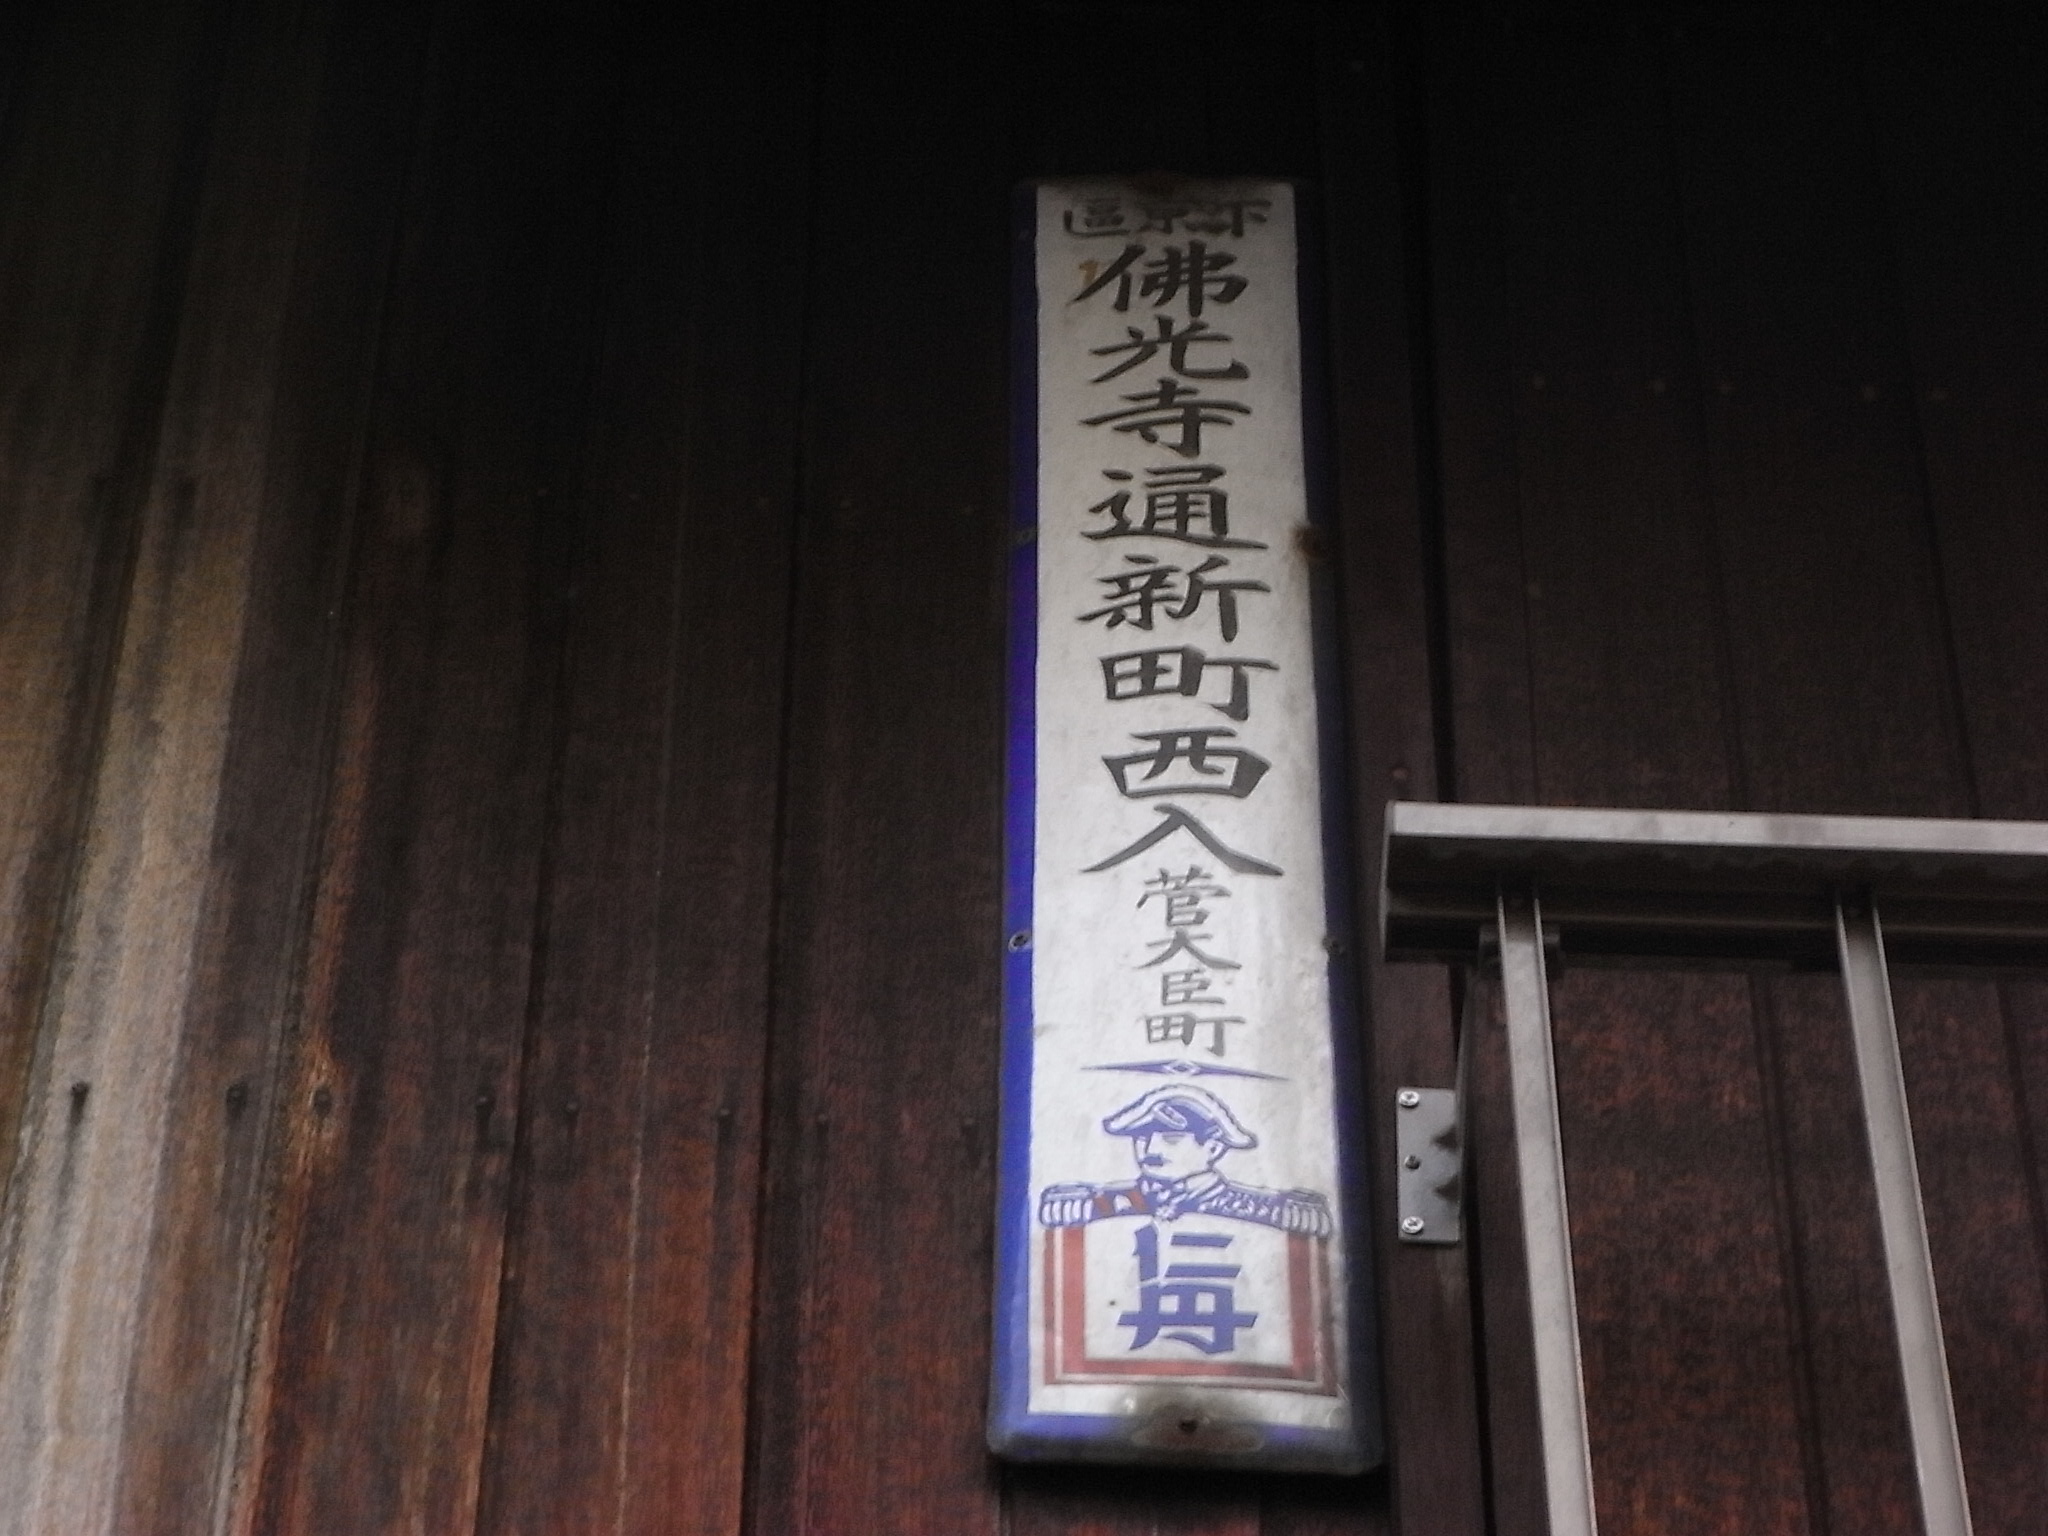 下京區
佛光寺通新町西入
菅大臣町
仁丹